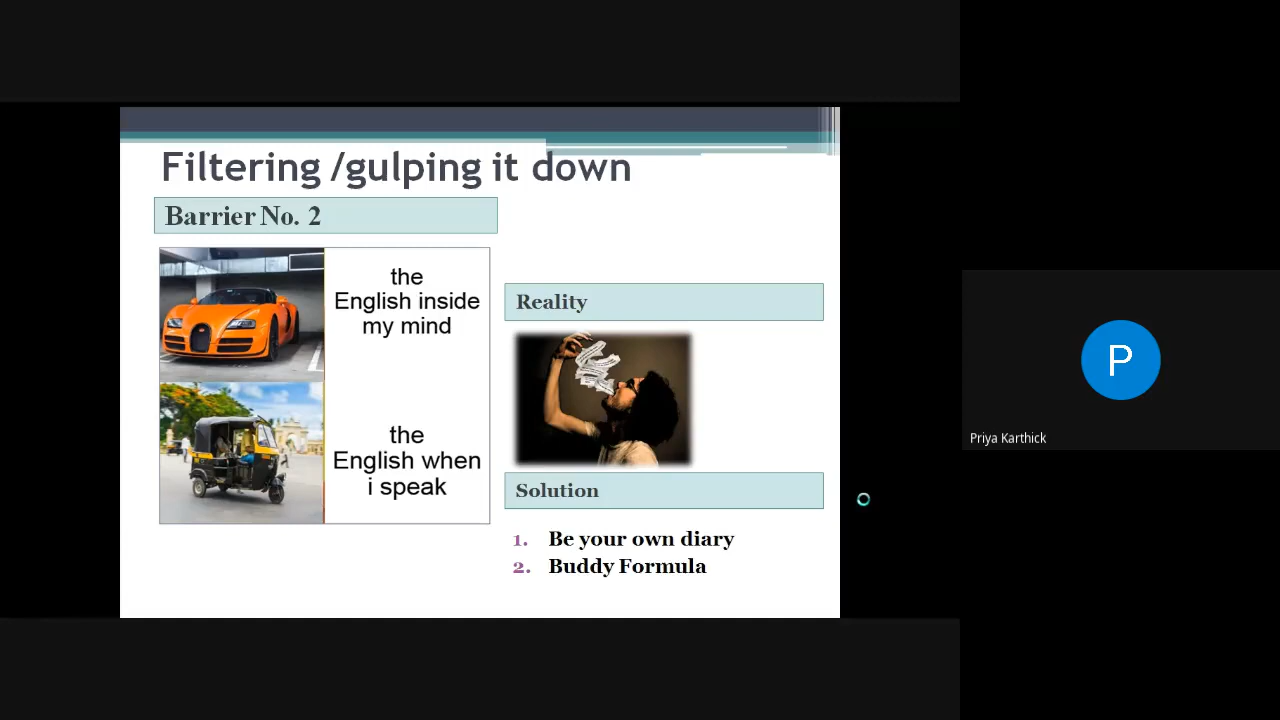 Filtering /gulping it down
Barrier No. 2
the
English inside
my mind
the
English when
i speak
Reality
Solution
1. Be your own diary
2. Buddy Formula
P
Priya Karthick